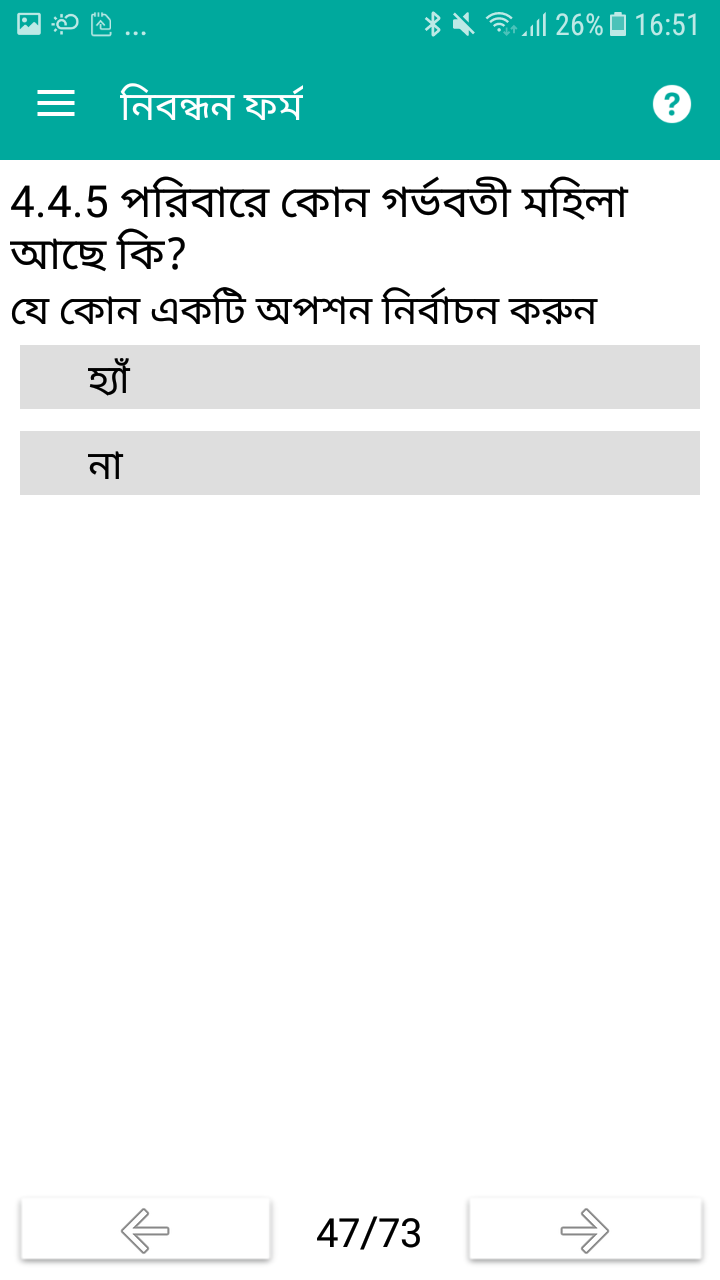 ... 26% 16:51
নিবন্ধন ফর্ম ?
4.4.5 পরিবারে কোন গর্ভবতী মহিলা
আছে কি?
যে কোন একটি অপশন নির্বাচন করুন
হ্যাঁ
না
47/73